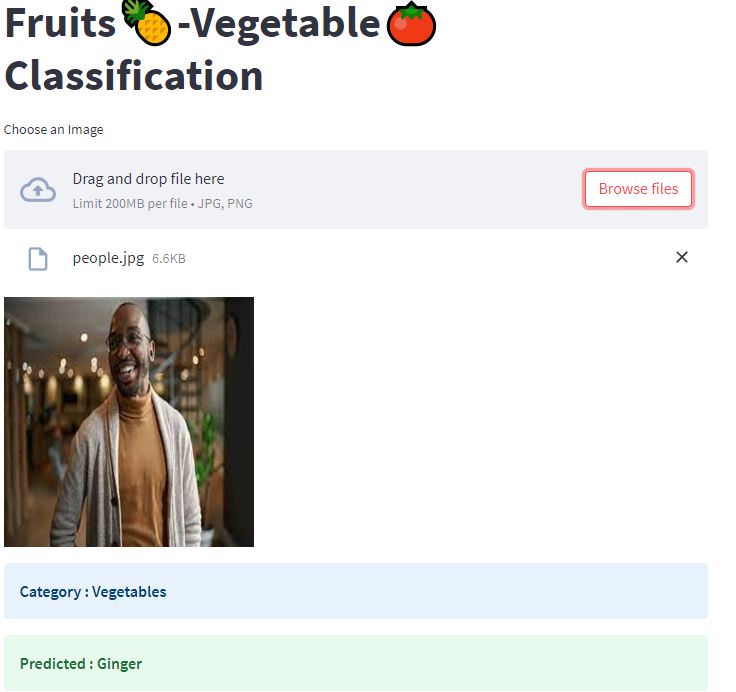 Fruits🍍-Vegetable🍅
Classification
Choose an Image
Drag and drop file here
Limit 200MB per file • JPG, PNG
Browse files
people.jpg 6.6KB
Category : Vegetables
Predicted : Ginger